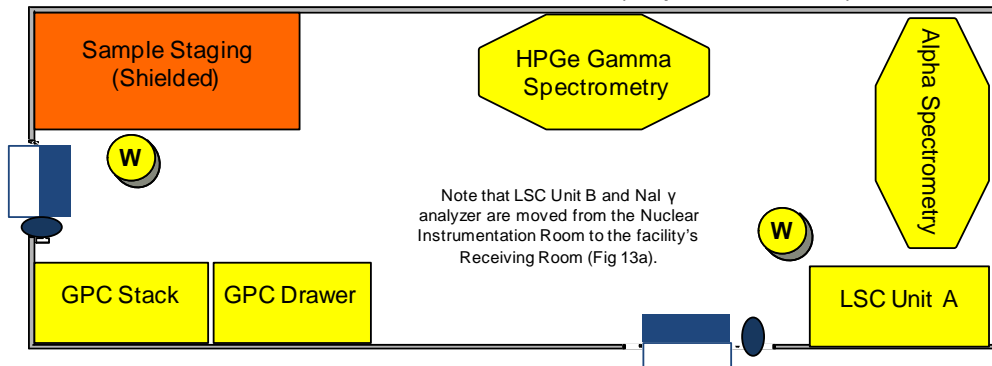 Sample Staging
(Shielded)
HPGe Gamma
Spectrometry
Alpha Spectrometry
W
Note that LSC Unit B and NaI γ
analyzer are moved from the Nuclear
Instrumentation Room to the facility's
Receiving Room (Fig 13a).
W
GPC Stack
GPC Drawer
LSC Unit A